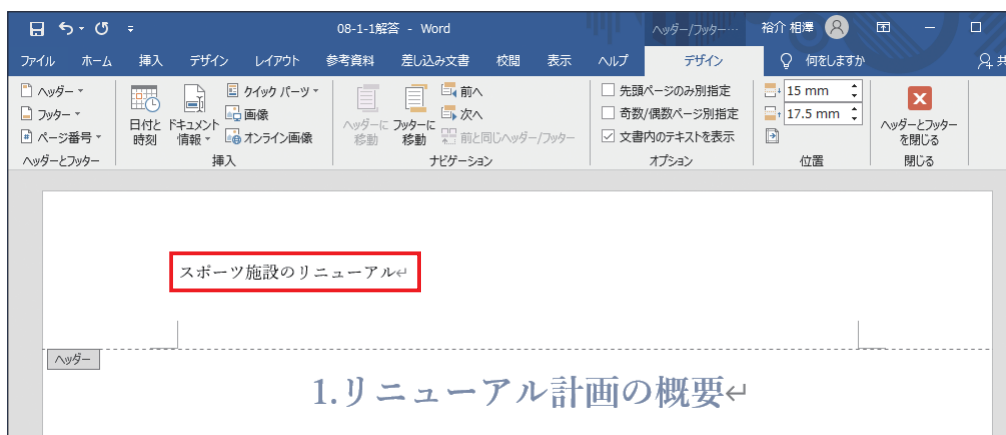 08-1-1解答 - Word
ヘッダー/フッター…
裕介 相澤
ファイル ホーム 挿入 デザイン レイアウト 参考資料 差し込み文書 校閲 表示 ヘルプ デザイン 何をしますか 共
ヘッダー
フッター
ページ番号
ヘッダーとフッター
日付と時刻
ドキュメント情報
クイック パーツ
画像
オンライン画像
挿入
ヘッダーに移動
フッターに移動
前へ
次へ
前と同じヘッダー/フッター
ナビゲーション
先頭ページのみ別指定
奇数/偶数ページ別指定
文書内のテキストを表示
オプション
15 mm
17.5 mm
位置
ヘッダーとフッターを閉じる
閉じる
スポーツ施設のリニューアル↵
ヘッダー
1.リニューアル計画の概要↵